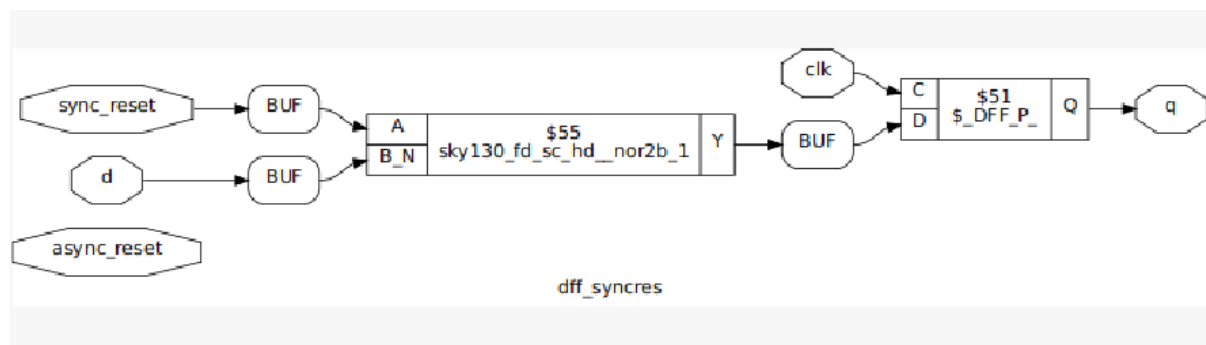 sync_reset
BUF
d
BUF
async_reset
A
B_N
$55
sky130_fd_sc_hd__nor2b_1
Y
BUF
clk
C
D
$51
$_DFF_P_
Q
q
dff_syncres